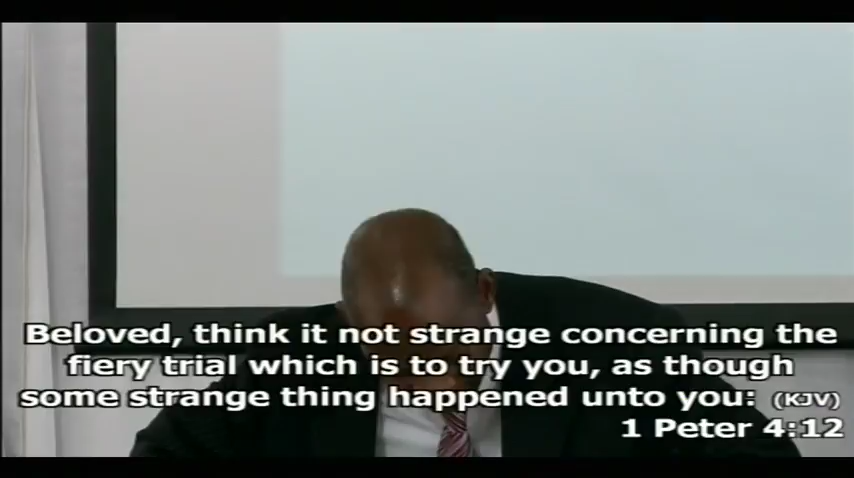 Beloved, think it not strange concerning the
fiery trial which is to try you, as though
some strange thing happened unto you: (KJV)
1 Peter 4:12